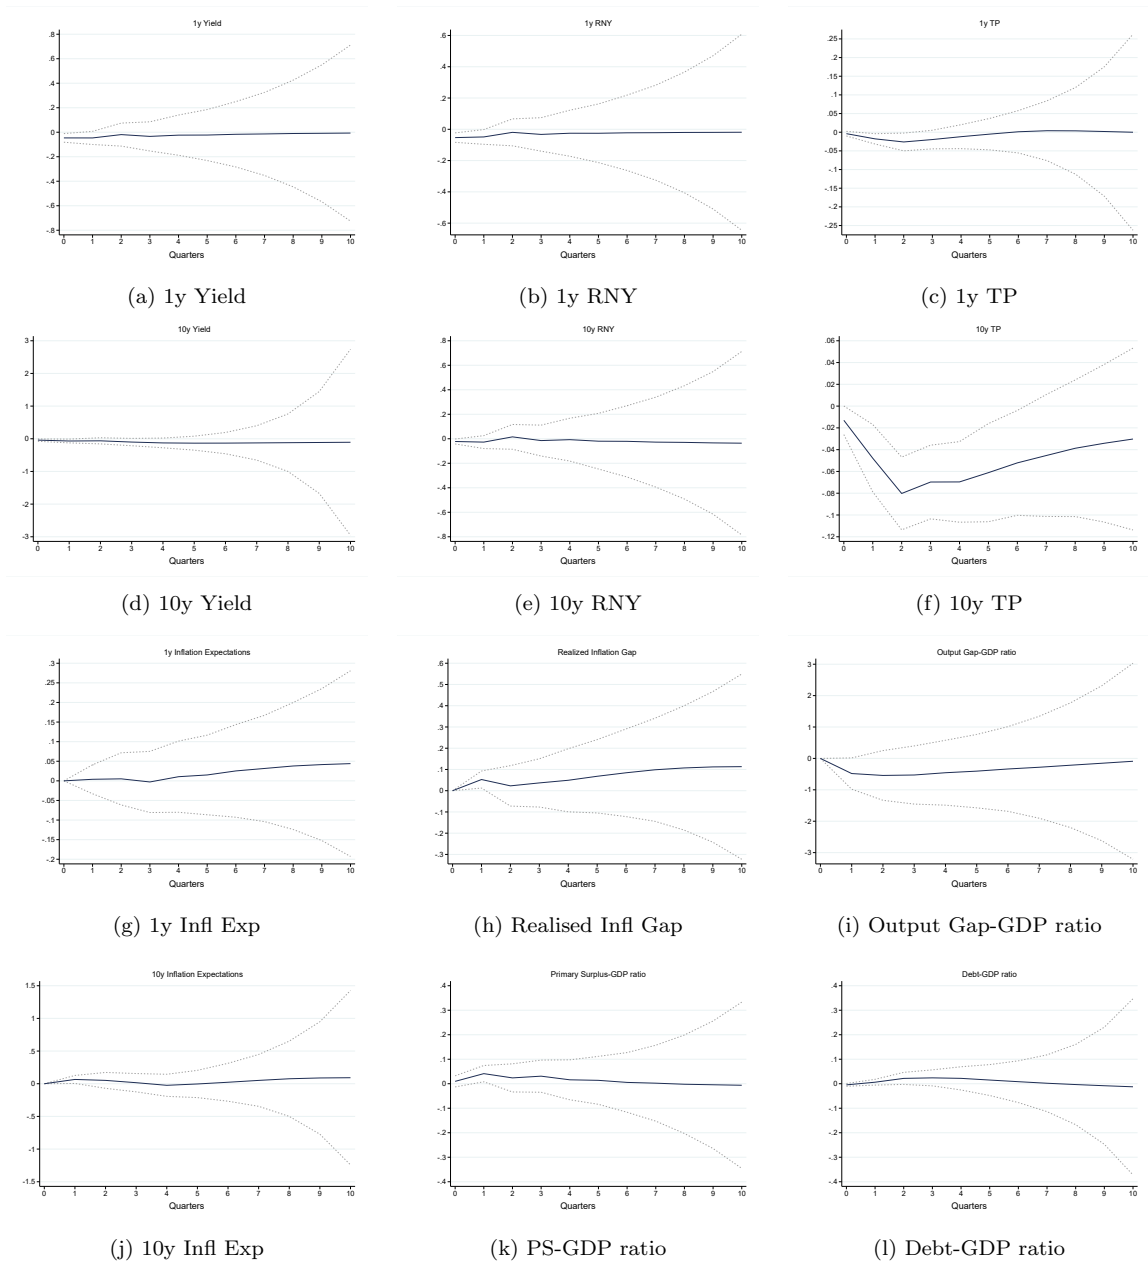 1y Yield
.8
.6
.4
.2
0
-.2
-.4
-.6
-.8
0 1 2 3 4 5 6 7 8 9 10
Quarters
(a) 1y Yield
1y RNY
.6
.4
.2
0
-.2
-.4
-.6
0 1 2 3 4 5 6 7 8 9 10
Quarters
(b) 1y RNY
1y TP
.25
.2
.15
.1
.05
0
-.05
-.1
-.15
-.2
-.25
0 1 2 3 4 5 6 7 8 9 10
Quarters
(c) 1y TP
10y Yield
3
2
1
0
-1
-2
-3
0 1 2 3 4 5 6 7 8 9 10
Quarters
(d) 10y Yield
10y RNY
.8
.6
.4
.2
0
-.2
-.4
-.6
-.8
0 1 2 3 4 5 6 7 8 9 10
Quarters
(e) 10y RNY
10y TP
.06
.04
.02
0
-.02
-.04
-.06
-.08
-.1
-.12
0 1 2 3 4 5 6 7 8 9 10
Quarters
(f) 10y TP
1y Inflation Expectations
.3
.25
.2
.15
.1
.05
0
-.05
-.1
-.15
-.2
0 1 2 3 4 5 6 7 8 9 10
Quarters
(g) 1y Infl Exp
Realized Inflation Gap
.6
.5
.4
.3
.2
.1
0
-.1
-.2
-.3
0 1 2 3 4 5 6 7 8 9 10
Quarters
(h) Realised Infl Gap
Output Gap-GDP ratio
3
2
1
0
-1
-2
-3
0 1 2 3 4 5 6 7 8 9 10
Quarters
(i) Output Gap-GDP ratio
10y Inflation Expectations
1.5
1
.5
0
-.5
-1
-1.5
0 1 2 3 4 5 6 7 8 9 10
Quarters
(j) 10y Infl Exp
Primary Surplus-GDP ratio
.4
.3
.2
.1
0
-.1
-.2
-.3
-.4
0 1 2 3 4 5 6 7 8 9 10
Quarters
(k) PS-GDP ratio
Debt-GDP ratio
.4
.3
.2
.1
0
-.1
-.2
-.3
-.4
0 1 2 3 4 5 6 7 8 9 10
Quarters
(l) Debt-GDP ratio